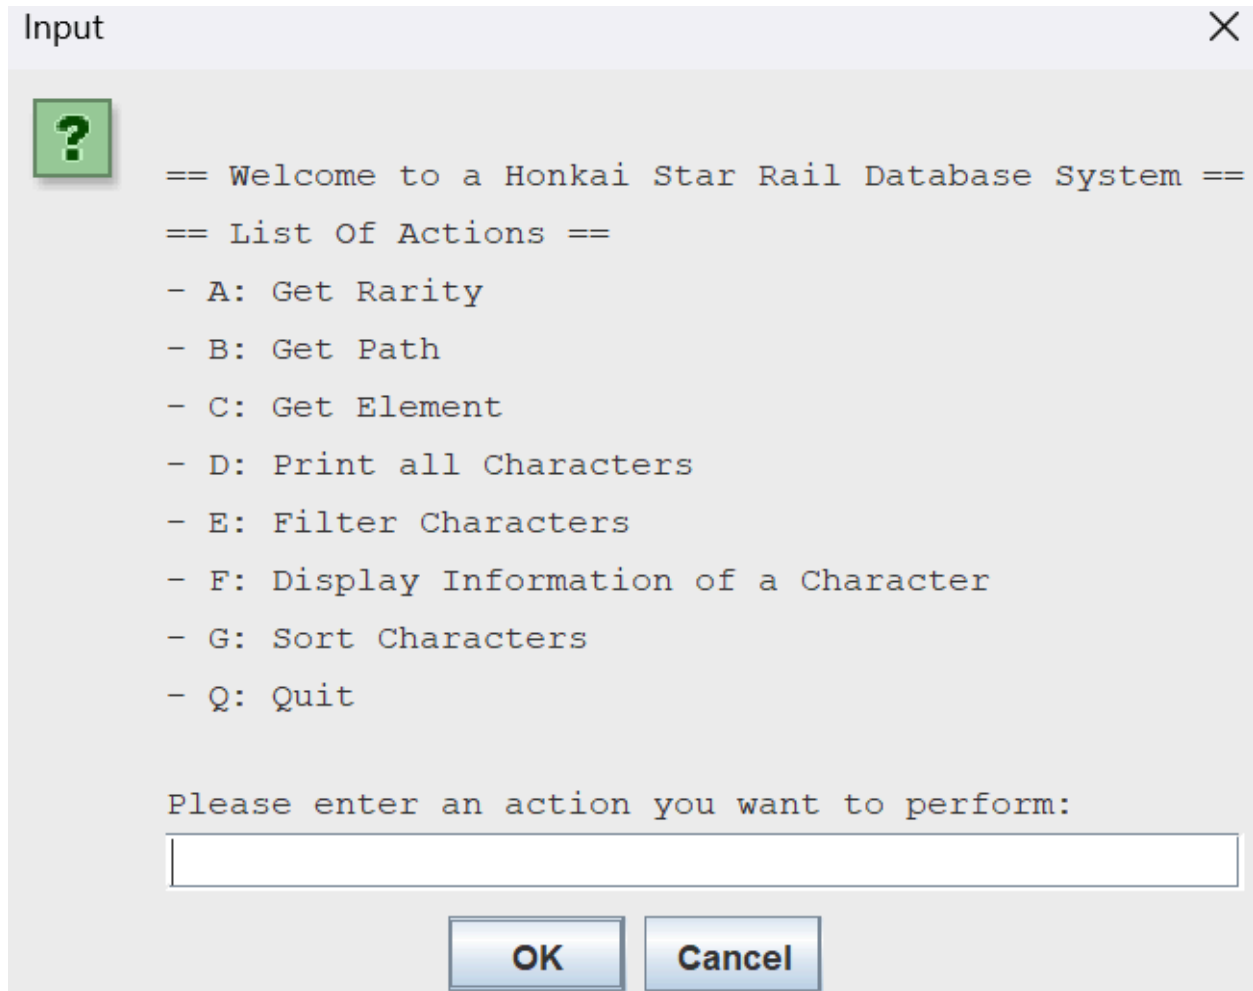 Input
== Welcome to a Honkai Star Rail Database System ==
== List Of Actions ==
- A: Get Rarity
- B: Get Path
- C: Get Element
- D: Print all Characters
- E: Filter Characters
- F: Display Information of a Character
- G: Sort Characters
- Q: Quit
Please enter an action you want to perform:
OK Cancel